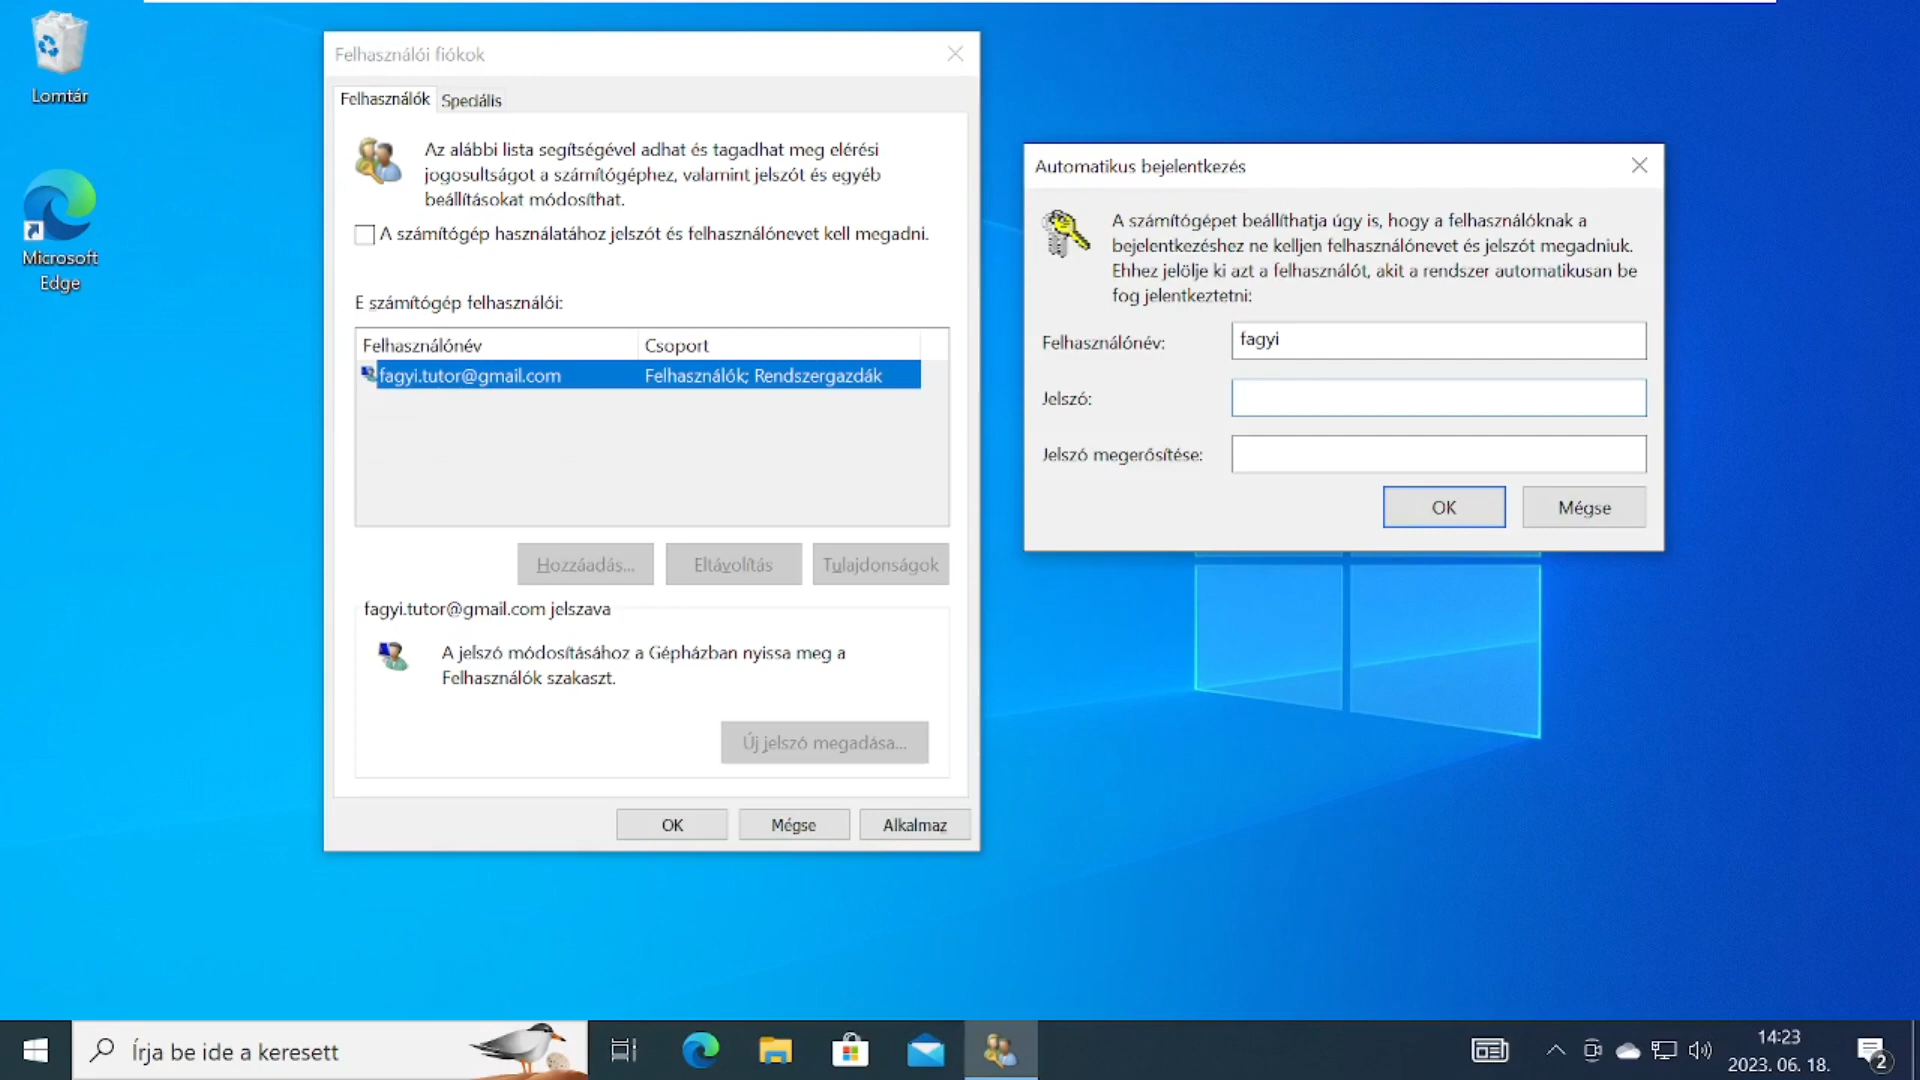 Lomtár
Microsoft
Edge
Felhasználói fiókok
Felhasználók
Speciális
Az alábbi lista segítségével adhat és tagadhat meg elérési
jogosultságot a számítógéphez, valamint jelszót és egyéb
beállításokat módosíthat.
A számítógép használatához jelszót és felhasználónevet kell megadni.
E számítógép felhasználói:
Felhasználónév
Csoport
fagyi.tutor@gmail.com
Felhasználók; Rendszergazdák
Hozzáadás...
Eltávolítás
Tulajdonságok
fagyi.tutor@gmail.com jelszava
A jelszó módosításához a Gépházban nyissa meg a
Felhasználók szakaszt.
Új jelszó megadása...
OK
Mégse
Alkalmaz
Automatikus bejelentkezés
A számítógépet beállíthatja úgy is, hogy a felhasználóknak a
bejelentkezéshez ne kelljen felhasználónevet és jelszót megadniuk.
Ehhez jelölje ki azt a felhasználót, akit a rendszer automatikusan be
fog jelentkeztetni:
Felhasználónév:
fagyi
Jelszó:
Jelszó megerősítése:
OK
Mégse
Írja be ide a keresett
14:23
2023. 06. 18.
2